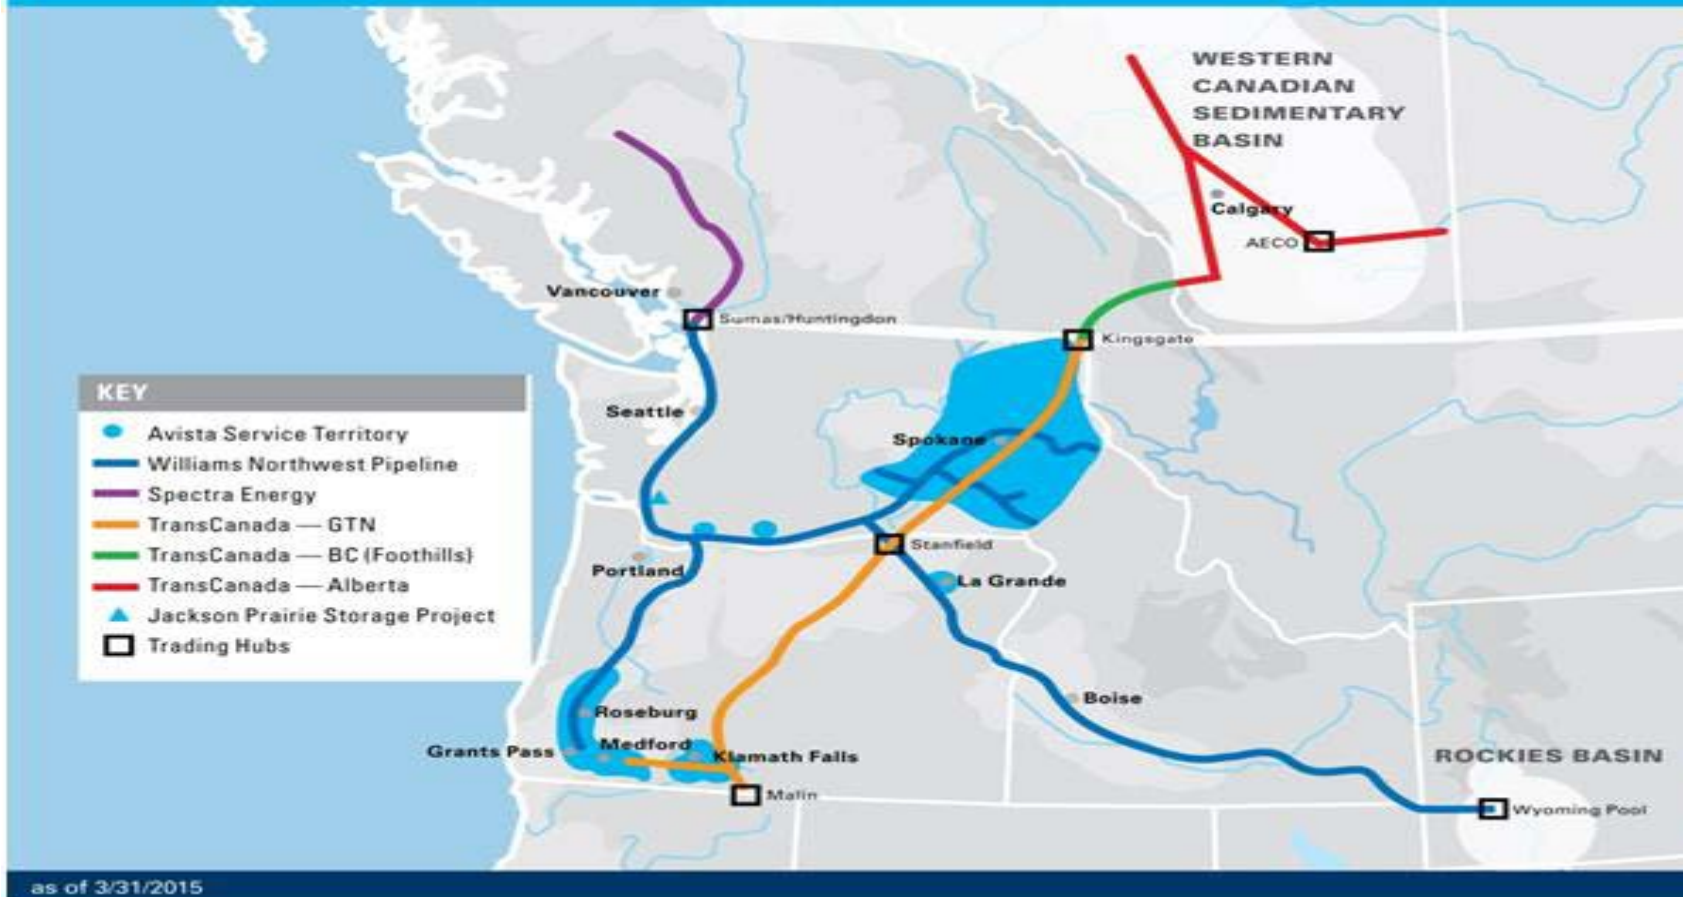 WESTERN
CANADIAN
SEDIMENTARY
BASIN
Calgary
AECO
Vancouver
Sumas/Huntingdon
Kingsgate
KEY
Avista Service Territory
Williams Northwest Pipeline
Spectra Energy
TransCanada — GTN
TransCanada — BC (Foothills)
TransCanada — Alberta
Jackson Prairie Storage Project
Trading Hubs
Seattle
Spokane
Stanfield
Portland
La Grande
Boise
Roseburg
Medford
Grants Pass
Klamath Falls
Malin
ROCKIES BASIN
Wyoming Pool
as of 3/31/2015